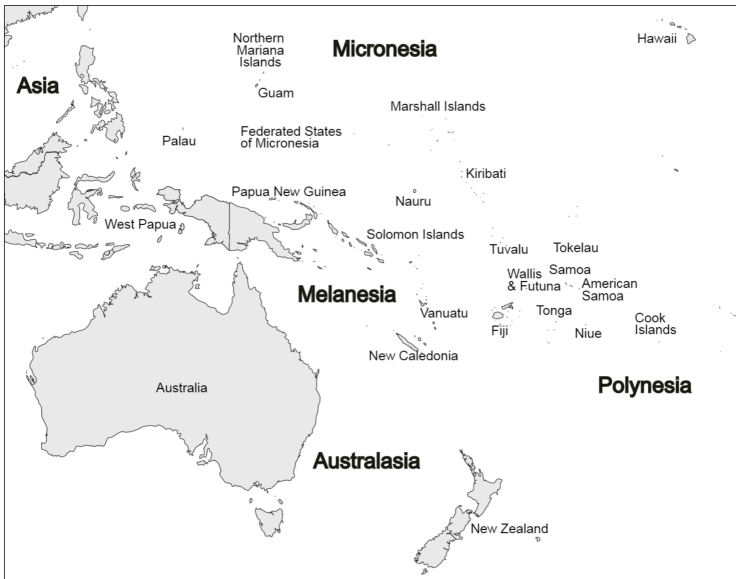 Northern
Mariana
Islands
Micronesia
Hawaii
Asia
Guam
Marshall Islands
Federated States
of Micronesia
Palau
Kiribati
Papua New Guinea
Nauru
West Papua
Solomon Islands
Tuvalu
Tokelau
Wallis
& Futuna
Samoa
American
Samoa
Melanesia
Vanuatu
Fiji
Tonga
Niue
Cook
Islands
New Caledonia
Australia
Polynesia
Australasia
New Zealand